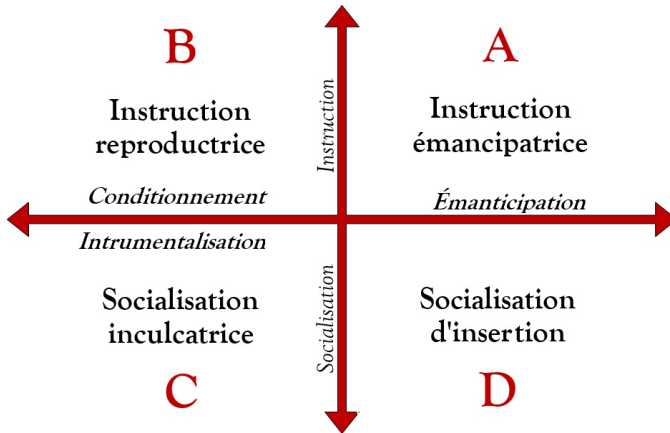 B
A
Instruction
reproductrice
Instruction
Instruction
émancipatrice
Conditionnement
Émanticipation
Intrumentalisation
Socialisation
inculcatrice
Socialisation
Socialisation
d'insertion
C
D